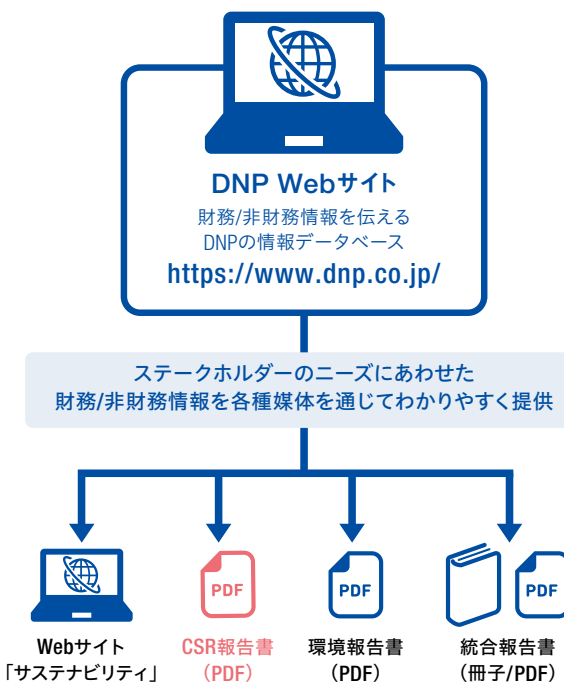 DNP Webサイト
財務/非財務情報を伝える
DNPの情報データベース
https://www.dnp.co.jp/
ステークホルダーのニーズにあわせた
財務/非財務情報を各種媒体を通じてわかりやすく提供
PDF
PDF
PDF
Webサイト
「サステナビリティ」
CSR報告書
（PDF）
環境報告書
（PDF）
統合報告書
（冊子/PDF）